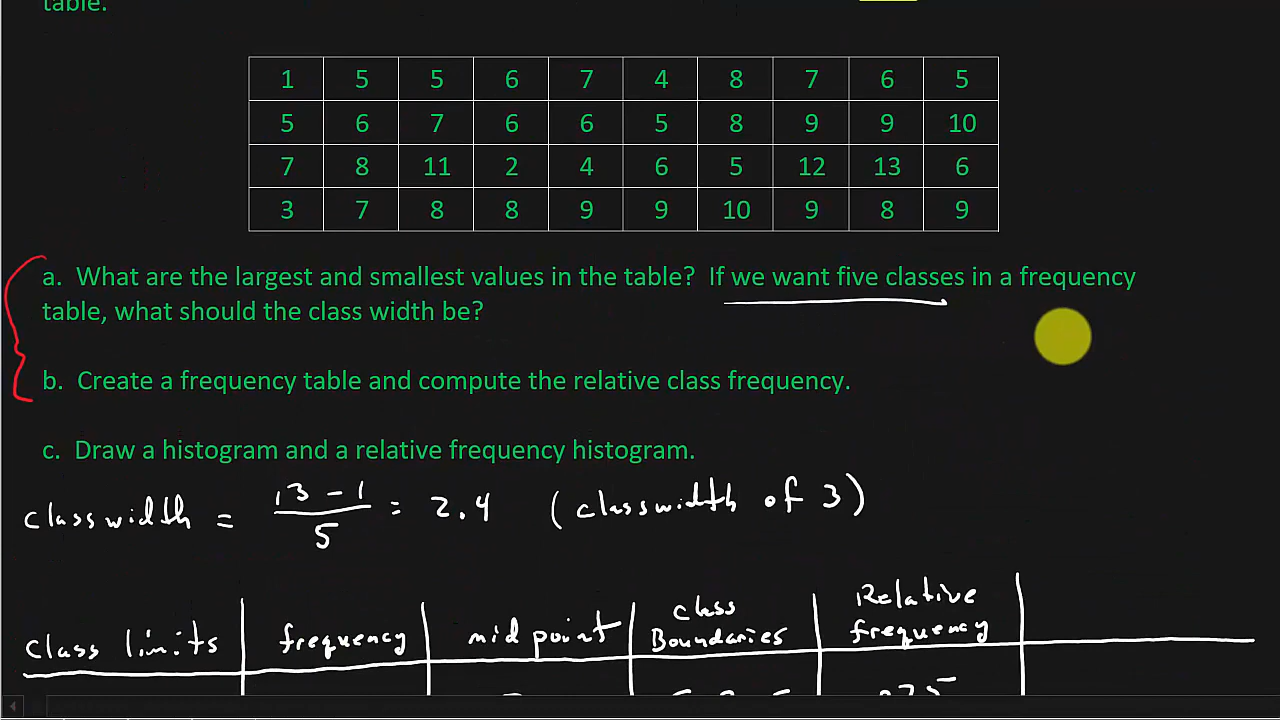 table.
1 5 5 6 7 4 8 7 6 5
5 6 7 6 6 5 8 9 9 10
7 8 11 2 4 6 5 12 13 6
3 7 8 8 9 9 10 9 8 9
a. What are the largest and smallest values in the table? If we want five classes in a frequency
table, what should the class width be?
b. Create a frequency table and compute the relative class frequency.
c. Draw a histogram and a relative frequency histogram.
classwidth = 13 - 1 / 5 = 2.4 (classwidth of 3)
class limits frequency midpoint class Boundaries Relative frequency